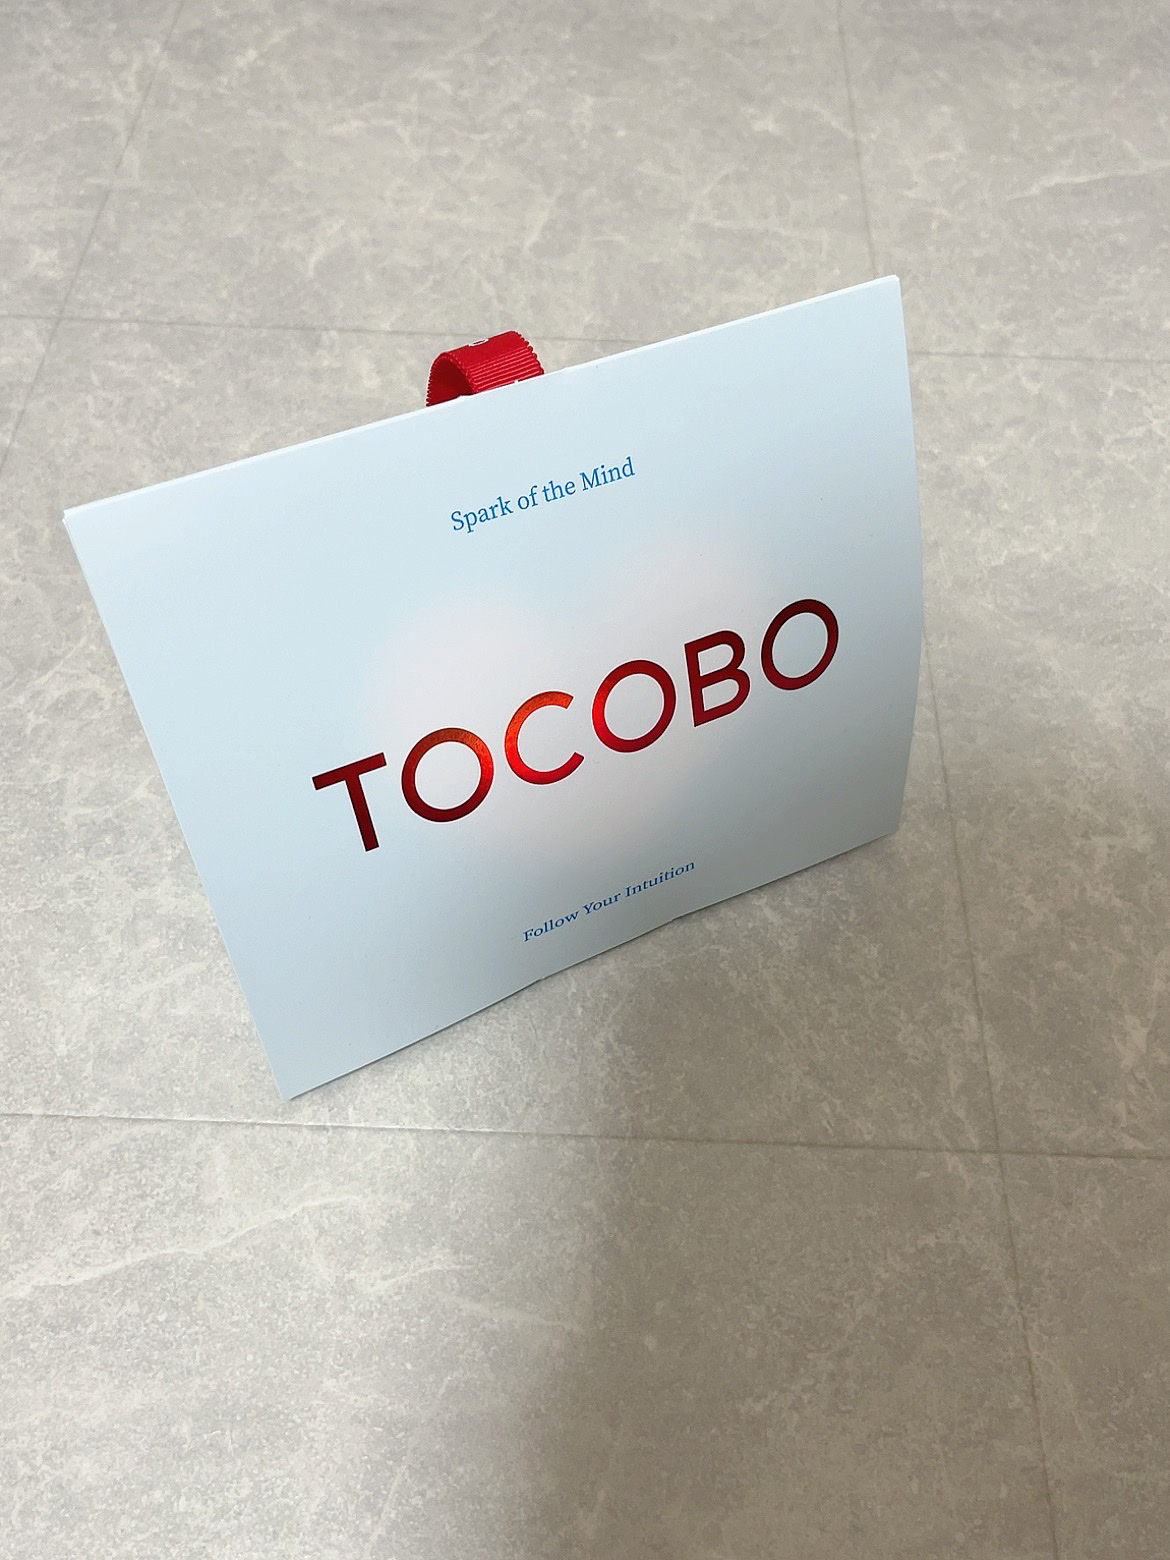 Spark of the Mind
TOCOBO
Follow Your Intuition